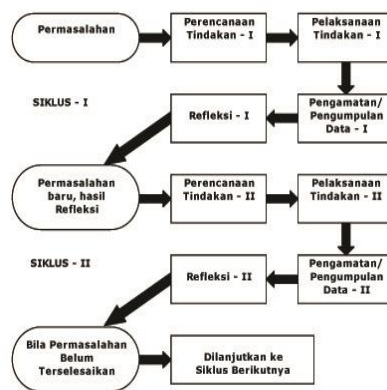 Permasalahan
Perencanaan
Tindakan - I
Pelaksanaan
Tindakan - I
SIKLUS - I
Refleksi - I
Pengamatan/
Pengumpulan
Data - I
Permasalahan
baru, hasil
Refleksi
Perencanaan
Tindakan - II
Pelaksanaan
Tindakan - II
SIKLUS - II
Refleksi - II
Pengamatan/
Pengumpulan
Data - II
Bila Permasalahan
Belum
Terselesaikan
Dilanjutkan ke
Siklus Berikutnya